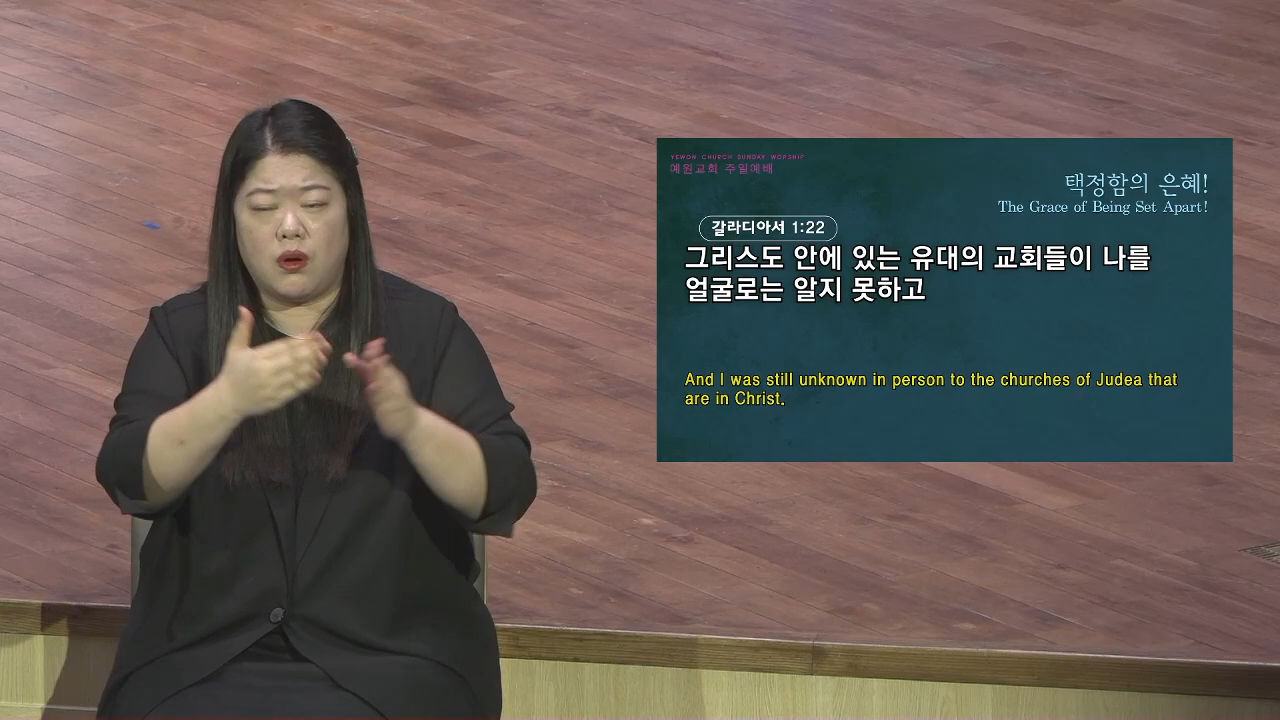 YEWON CHURCH SUNDAY WORSHIP
예원교회 주일예배
택정함의 은혜!
The Grace of Being Set Apart!
갈라디아서 1:22
그리스도 안에 있는 유대의 교회들이 나를
얼굴로는 알지 못하고
And I was still unknown in person to the churches of Judea that
are in Christ.